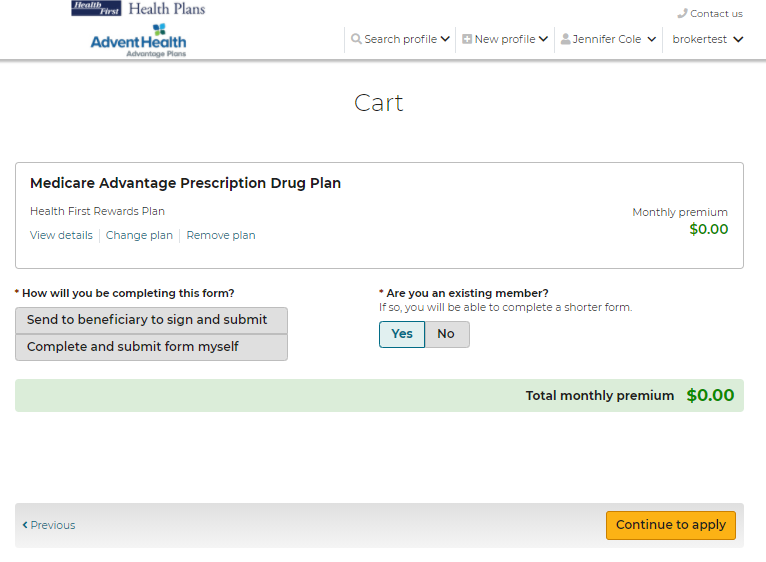 Health First Health Plans
Contact us
AdventHealth
Advantage Plans
Search profile New profile Jennifer Cole brokertest
Cart
Medicare Advantage Prescription Drug Plan
Health First Rewards Plan
Monthly premium
$0.00
View details Change plan Remove plan
* How will you be completing this form?
Send to beneficiary to sign and submit
Complete and submit form myself
* Are you an existing member?
If so, you will be able to complete a shorter form.
Yes No
Total monthly premium $0.00
Previous
Continue to apply